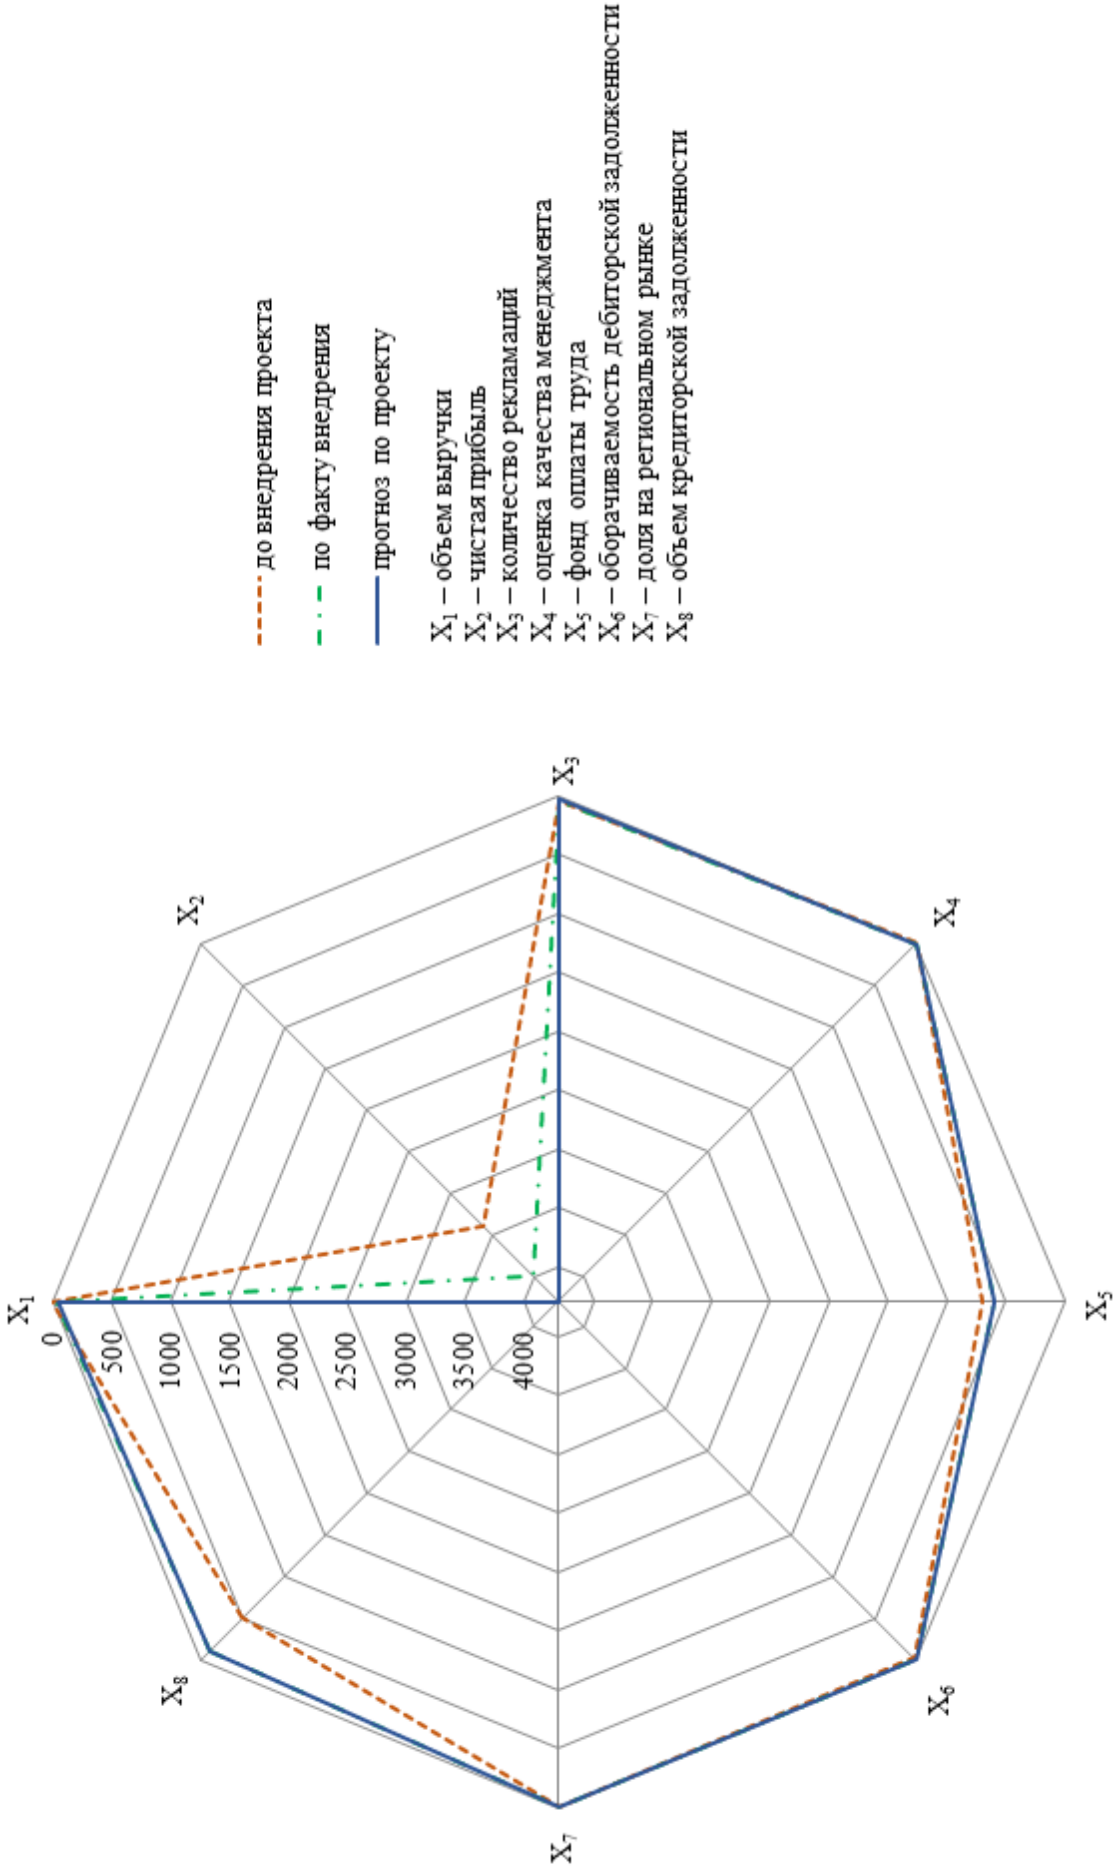 X₁
X₂
X₃
X₄
X₅
X₆
X₇
X₈
0
500
1000
1500
2000
2500
3000
3500
4000
до внедрения проекта
по факту внедрения
прогноз по проекту
X₁ – объем выручки
X₂ – чистая прибыль
X₃ – количество рекламаций
X₄ – оценка качества менеджмента
X₅ – фонд оплаты труда
X₆ – оборачиваемость дебиторской задолженности
X₇ – доля на региональном рынке
X₈ – объем кредиторской задолженности